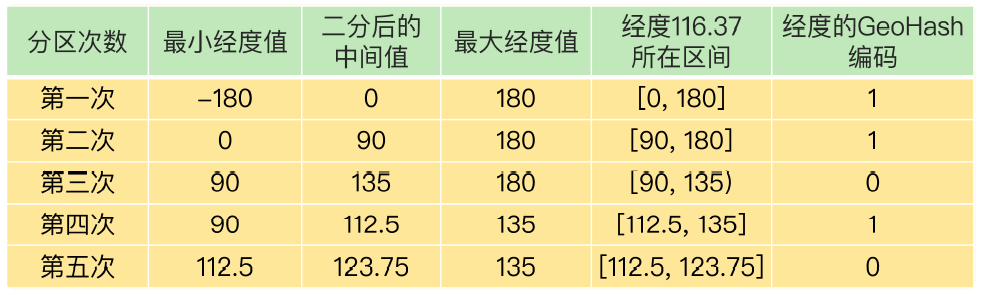 分区次数 最小经度值 二分后的中间值 最大经度值 经度116.37所在区间 经度的GeoHash编码
第一次 –180 0 180 [0, 180] 1
第二次 0 90 180 [90, 180] 1
第三次 90 135 180 [90, 135) 0
第四次 90 112.5 135 [112.5, 135] 1
第五次 112.5 123.75 135 [112.5, 123.75] 0